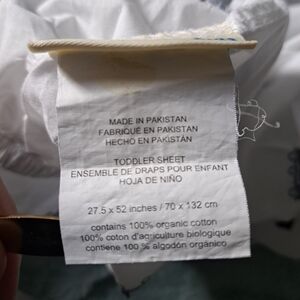 MADE IN PAKISTAN
FABRIQUÉ EN PAKISTAN
HECHO EN PAKISTÁN
TODDLER SHEET
ENSEMBLE DE DRAPS POUR ENFANT
HOJA DE NIÑO
27.5 x 52 inches / 70 x 132 cm
contains 100% organic cotton
100% coton d'agriculture biologique
contiene 100 % algodón orgánico